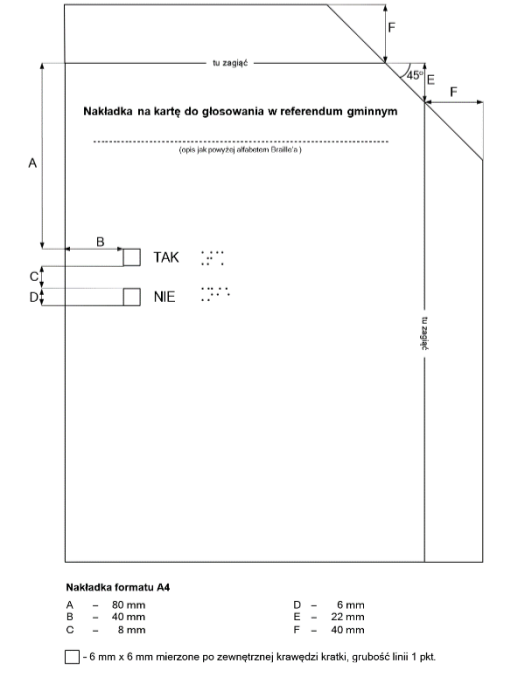 F
tu zagiąć
45°
E
F
Nakładka na kartę do głosowania w referendum gminnym
(opis jak powyżej alfabetem Braille'a )
A
B
TAK
C
D
NIE
tu zagiąć
Nakładka formatu A4
A – 80 mm D – 6 mm
B – 40 mm E – 22 mm
C – 8 mm F – 40 mm
- 6 mm x 6 mm mierzone po zewnętrznej krawędzi kratki, grubość linii 1 pkt.